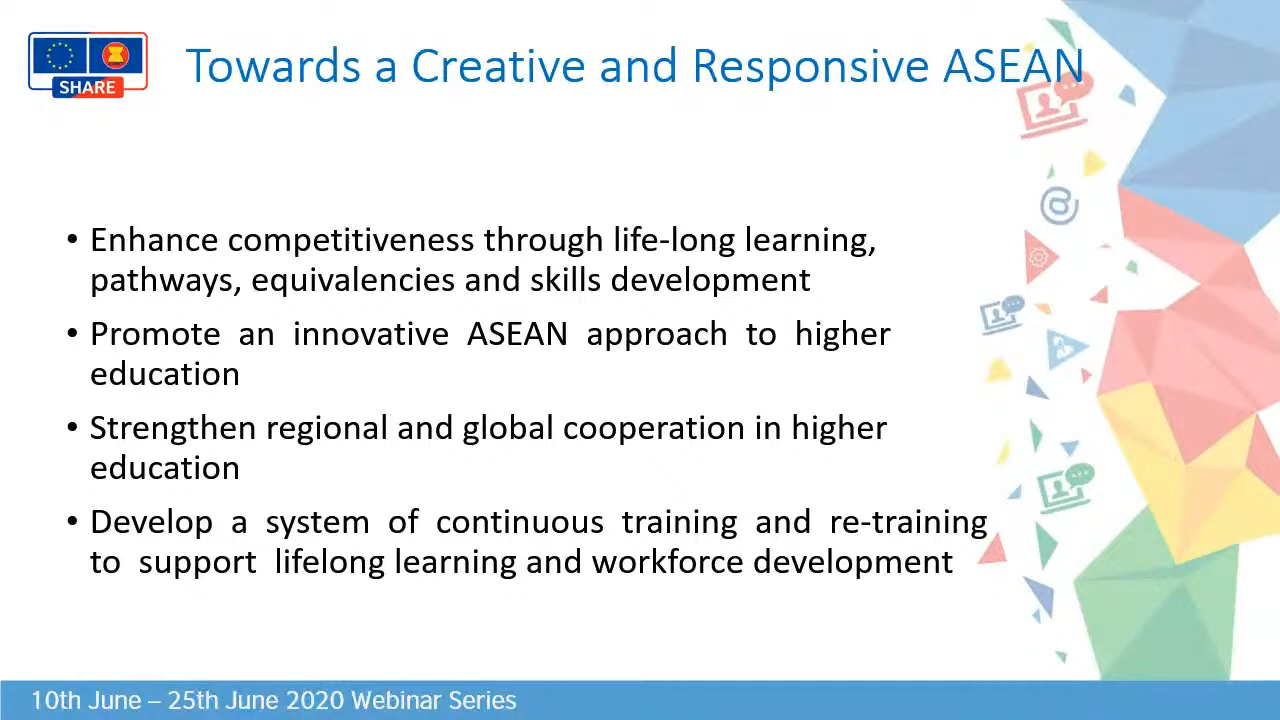 SHARE
Towards a Creative and Responsive ASEAN
• Enhance competitiveness through life-long learning,
pathways, equivalencies and skills development
• Promote an innovative ASEAN approach to higher
education
• Strengthen regional and global cooperation in higher
education
• Develop a system of continuous training and re-training
to support lifelong learning and workforce development
@
10th June – 25th June 2020 Webinar Series